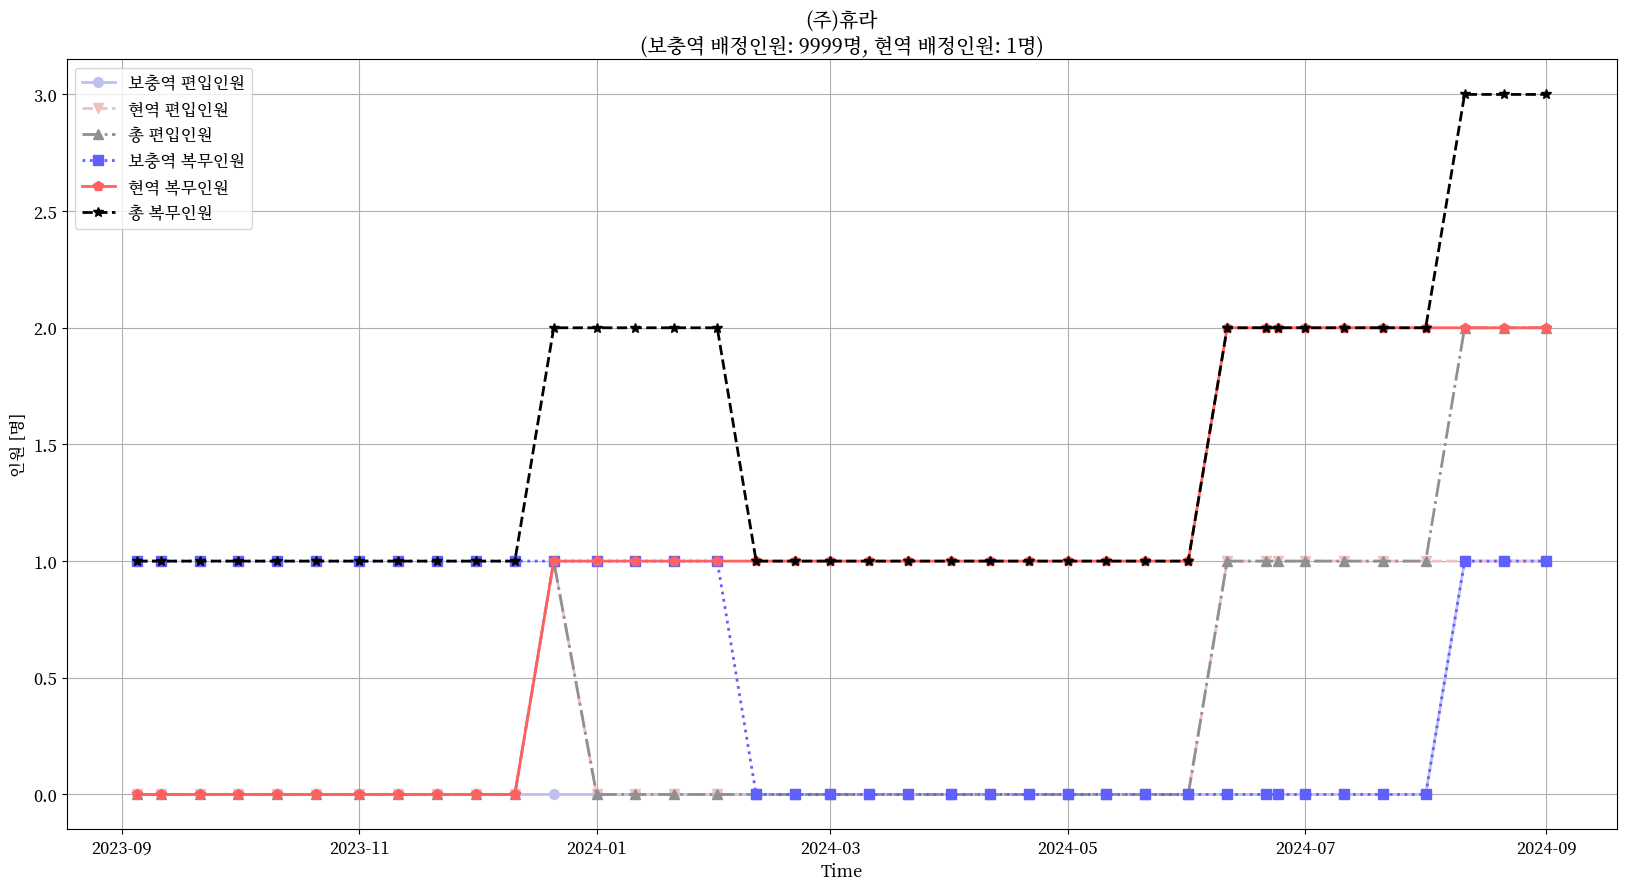 (주)휴라
(보충역 배정인원: 9999명, 현역 배정인원: 1명)
보충역 편입인원
현역 편입인원
총 편입인원
보충역 복무인원
현역 복무인원
총 복무인원
3.0
2.5
2.0
1.5
1.0
0.5
0.0
인원 [명]
2023-09 2023-11 2024-01 2024-03 2024-05 2024-07 2024-09
Time